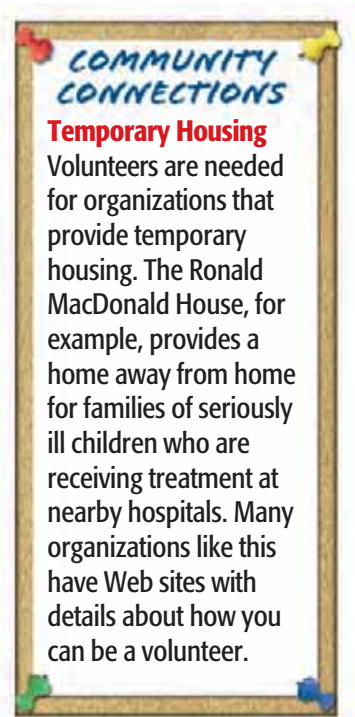 COMMUNITY
CONNECTIONS
Temporary Housing
Volunteers are needed
for organizations that
provide temporary
housing. The Ronald
MacDonald House, for
example, provides a
home away from home
for families of seriously
ill children who are
receiving treatment at
nearby hospitals. Many
organizations like this
have Web sites with
details about how you
can be a volunteer.